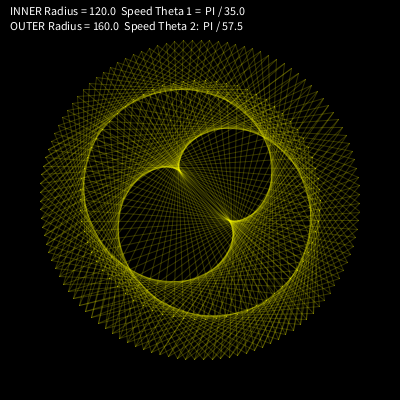 INNER Radius = 120.0  Speed Theta 1 =  PI / 35.0
OUTER Radius = 160.0  Speed Theta 2:  PI / 57.5